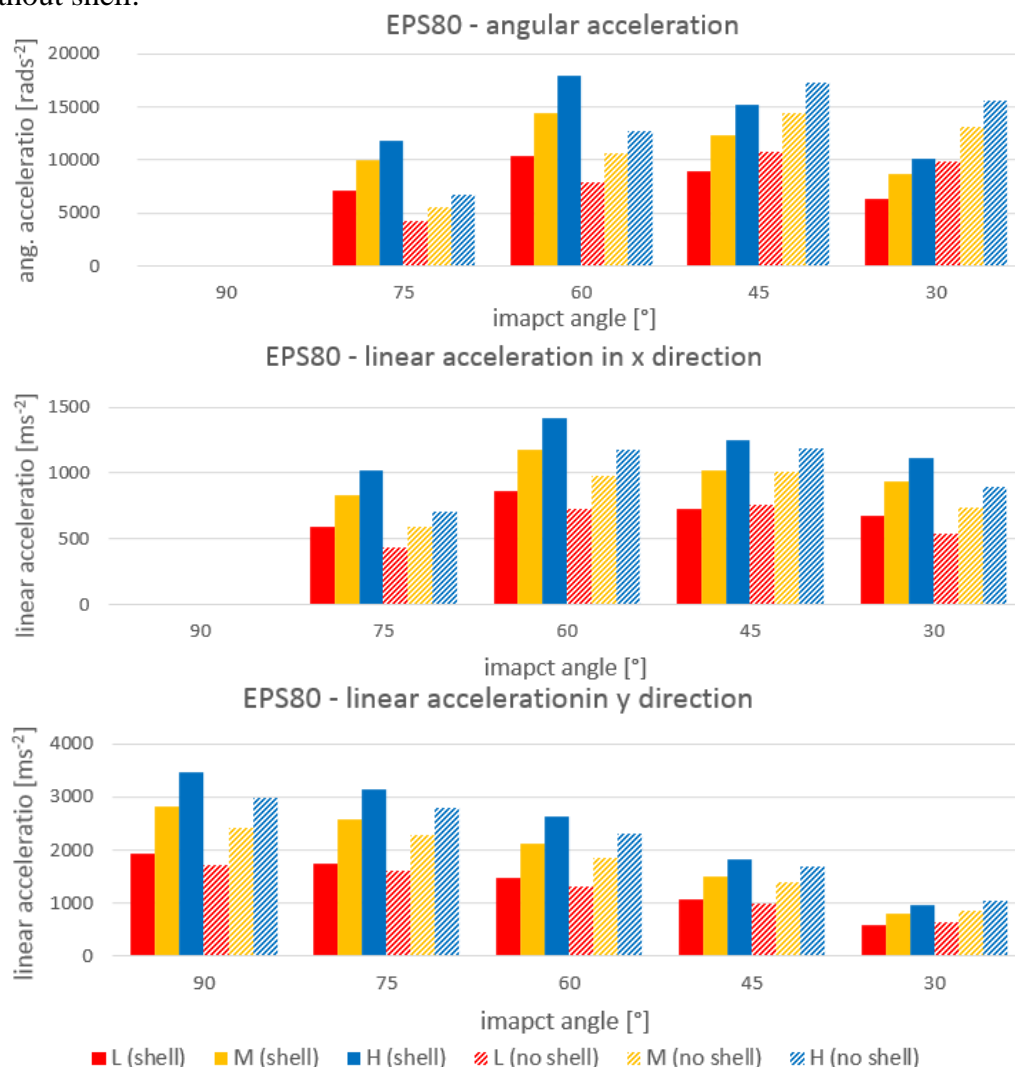 without shell.
EPS80 - angular acceleration
ang. acceleratio [rads-2]
20000
15000
10000
5000
0
90 75 60 45 30
imapct angle [°]
EPS80 - linear acceleration in x direction
linear acceleratio [ms-2]
1500
1000
500
0
90 75 60 45 30
imapct angle [°]
EPS80 - linear accelerationin y direction
linear acceleratio [ms-2]
4000
3000
2000
1000
0
90 75 60 45 30
imapct angle [°]
L (shell) M (shell) H (shell) L (no shell) M (no shell) H (no shell)